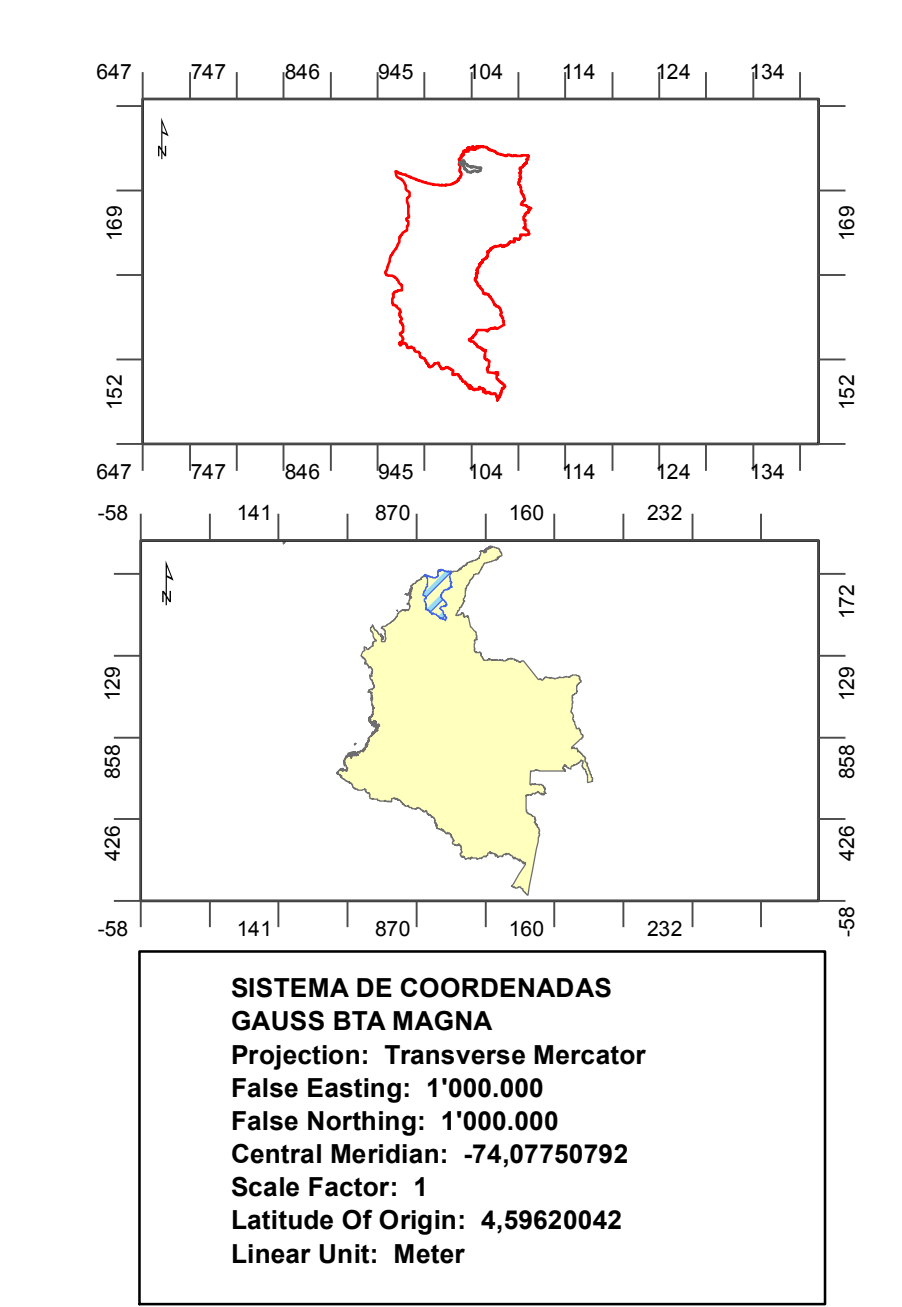 647 747 846 945 104 114 124 134
N
169 169
152 152
647 747 846 945 104 114 124 134
-58 141 870 160 232
N
172
129 129
858 858
426 426
-58
-58 141 870 160 232
SISTEMA DE COORDENADAS
GAUSS BTA MAGNA
Projection: Transverse Mercator
False Easting: 1'000.000
False Northing: 1'000.000
Central Meridian: -74,07750792
Scale Factor: 1
Latitude Of Origin: 4,59620042
Linear Unit: Meter